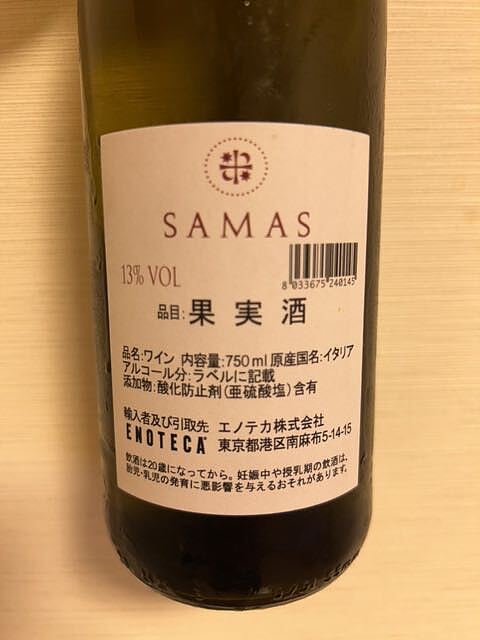 SAMAS
13% VOL
8 033675 240145
品目:果実酒
品名:ワイン 内容量:750ml 原産国名:イタリア
アルコール分:ラベルに記載
添加物:酸化防止剤(亜硫酸塩)含有
輸入者及び引取先 エノテカ株式会社
ENOTECA 東京都港区南麻布5-14-15
飲酒は20歳になってから。妊娠中や授乳期の飲酒は、
胎児・乳児の発育に悪影響を与えるおそれがあります。